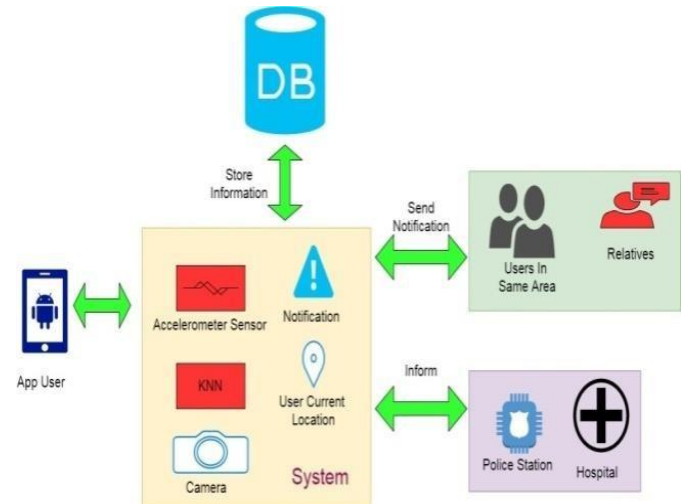 DB
Store
Information
Send
Notification
Users In
Same Area
Relatives
Accelerometer Sensor
Notification
App User
KNN
User Current
Location
Camera
System
Inform
Police Station
Hospital